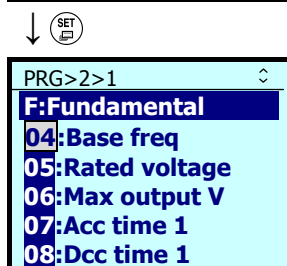 SET
PRG>2>1
F:Fundamental
04:Base freq
05:Rated voltage
06:Max output V
07:Acc time 1
08:Dcc time 1